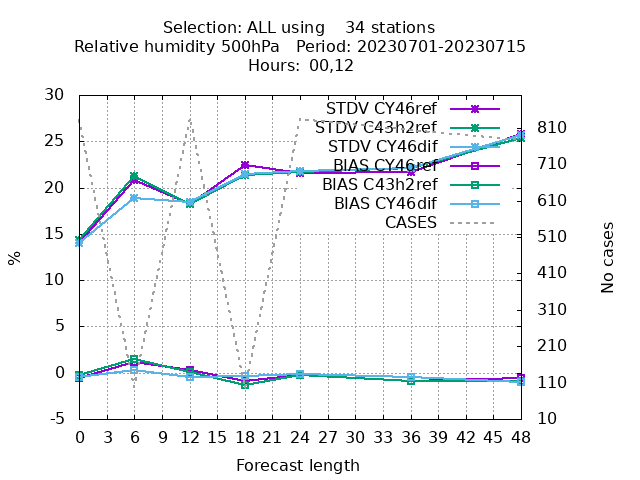 Selection: ALL using 34 stations
Relative humidity 500hPa Period: 20230701-20230715
Hours: 00,12
30
25
20
15
10
5
0
-5
%
STDV CY46ref
STDV C43h2ref
STDV CY46dif
BIAS CY46ref
BIAS C43h2ref
BIAS CY46dif
CASES
810
710
610
510
410
310
210
110
10
No cases
0 3 6 9 12 15 18 21 24 27 30 33 36 39 42 45 48
Forecast length